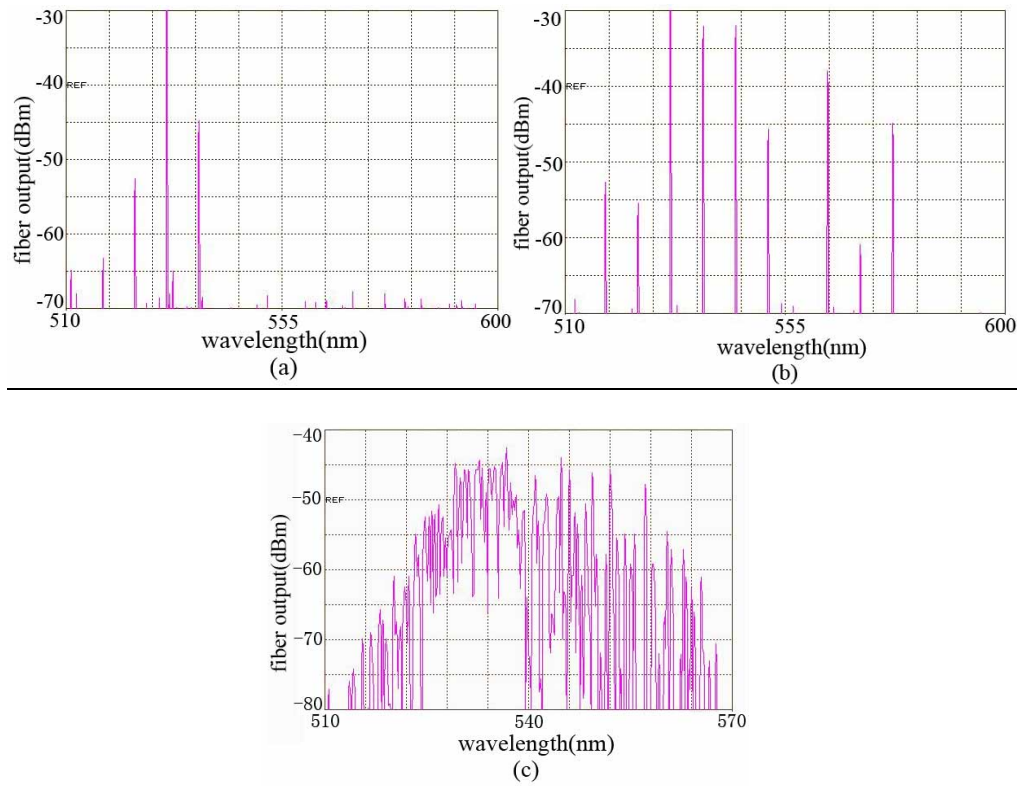 -30
-40
REF
-50
-60
-70
fiber output(dBm)
510
555
600
wavelength(nm)
(a)
-30
-40
REF
-50
-60
-70
fiber output(dBm)
510
555
600
wavelength(nm)
(b)
-40
-50
REF
-60
-70
-80
fiber output(dBm)
510
540
570
wavelength(nm)
(c)